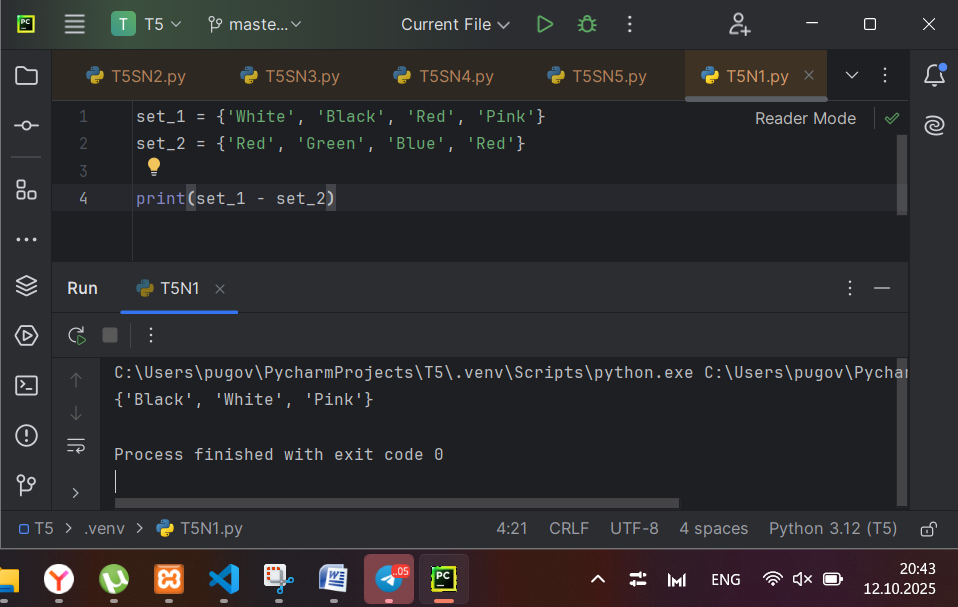 PC T T5 maste... Current File
T5SN2.py T5SN3.py T5SN4.py T5SN5.py T5N1.py
1 set_1 = {'White', 'Black', 'Red', 'Pink'}
Reader Mode
2 set_2 = {'Red', 'Green', 'Blue', 'Red'}
3
4 print(set_1 - set_2)
Run T5N1
C:\Users\pugov\PycharmProjects\T5\.venv\Scripts\python.exe C:\Users\pugov\Pychar
{'Black', 'White', 'Pink'}
Process finished with exit code 0
T5 > .venv > T5N1.py 4:21 CRLF UTF-8 4 spaces Python 3.12 (T5)
.05 PC ENG
20:43
12.10.2025